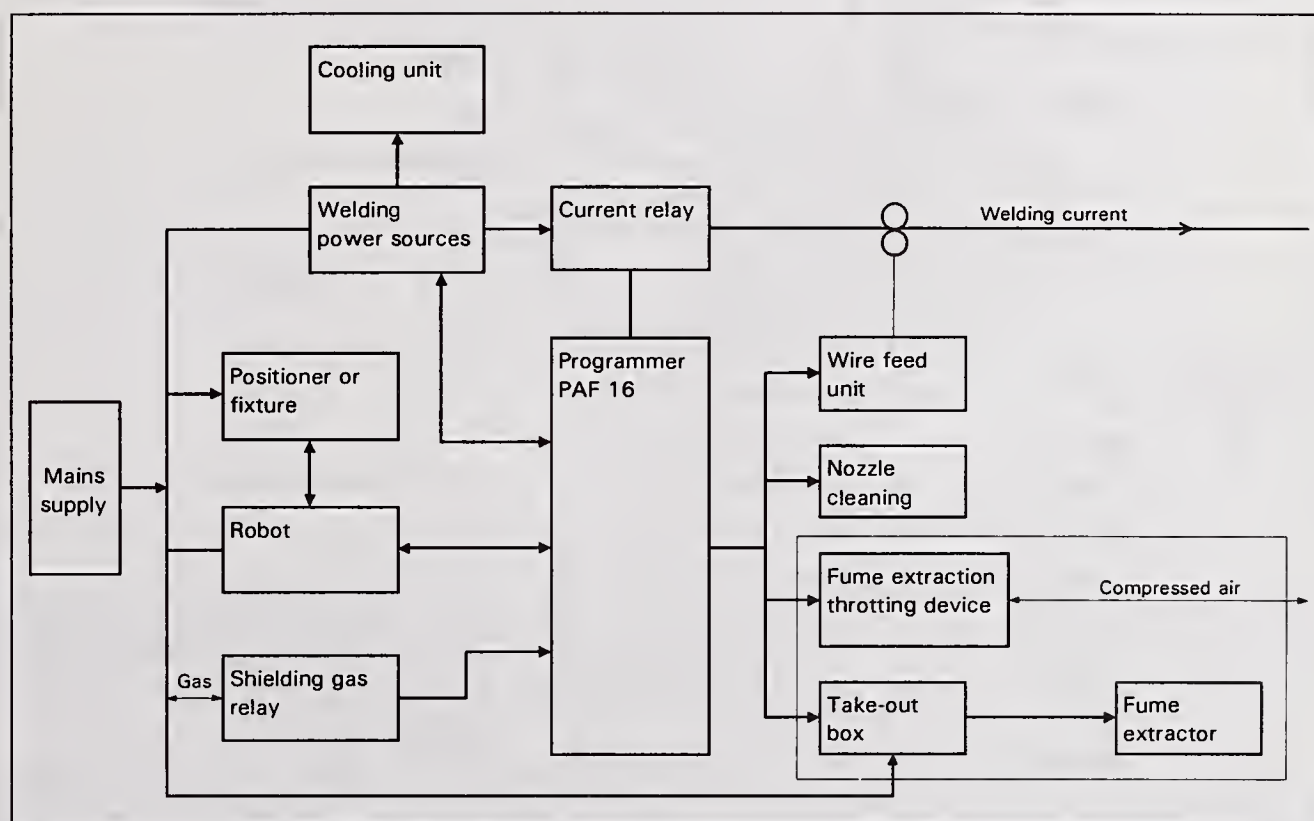 Cooling unit
Welding
power sources
Current relay
Welding current
Positioner or
fixture
Programmer
PAF 16
Wire feed
unit
Mains
supply
Nozzle
cleaning
Robot
Fume extraction
throtting device
Compressed air
Gas
Shielding gas
relay
Take-out
box
Fume
extractor